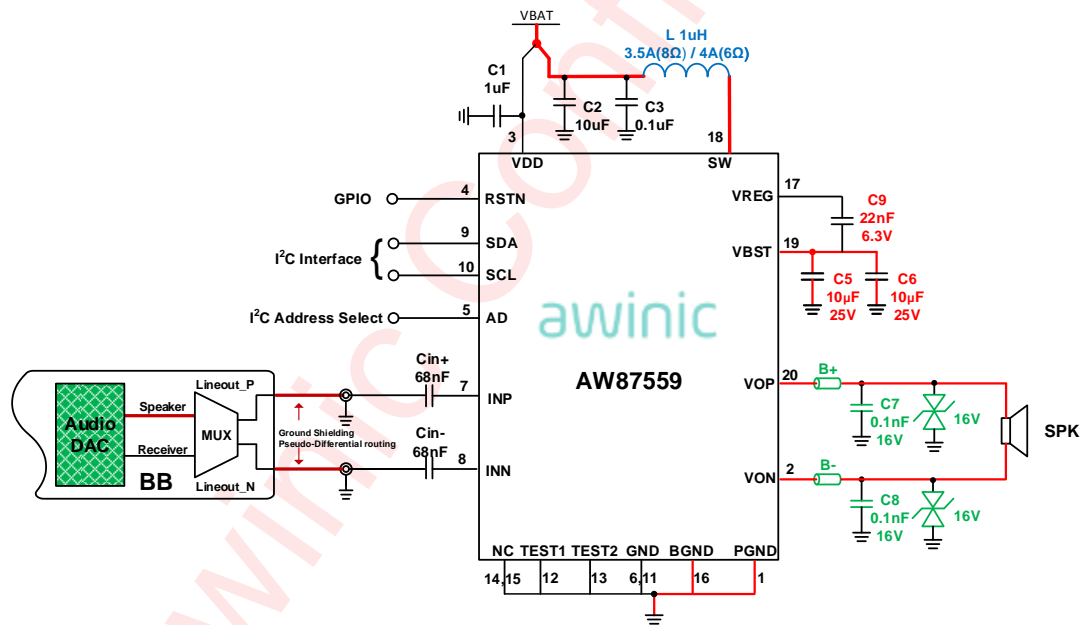 VBAT
L 1uH
3.5A(8Ω) / 4A(6Ω)
C1
1uF
C2
10uF
C3
0.1uF
3
18
VDD
SW
GPIO
4
RSTN
VREG
17
C9
22nF
6.3V
I²C Interface
9
SDA
10
SCL
VBST
19
C5
10μF
25V
C6
10μF
25V
I²C Address Select
5
AD
awinic
AW87559
Cin+
68nF
7
INP
Cin-
68nF
8
INN
Lineout_P
Speaker
Audio
DAC
MUX
Receiver
BB
Lineout_N
Ground Shielding
Pseudo-Differential routing
VOP
20
B+
C7
0.1nF
16V
16V
SPK
VON
2
B-
C8
0.1nF
16V
16V
NC TEST1 TEST2 GND BGND PGND
14,15 12 13 6,11 16 1